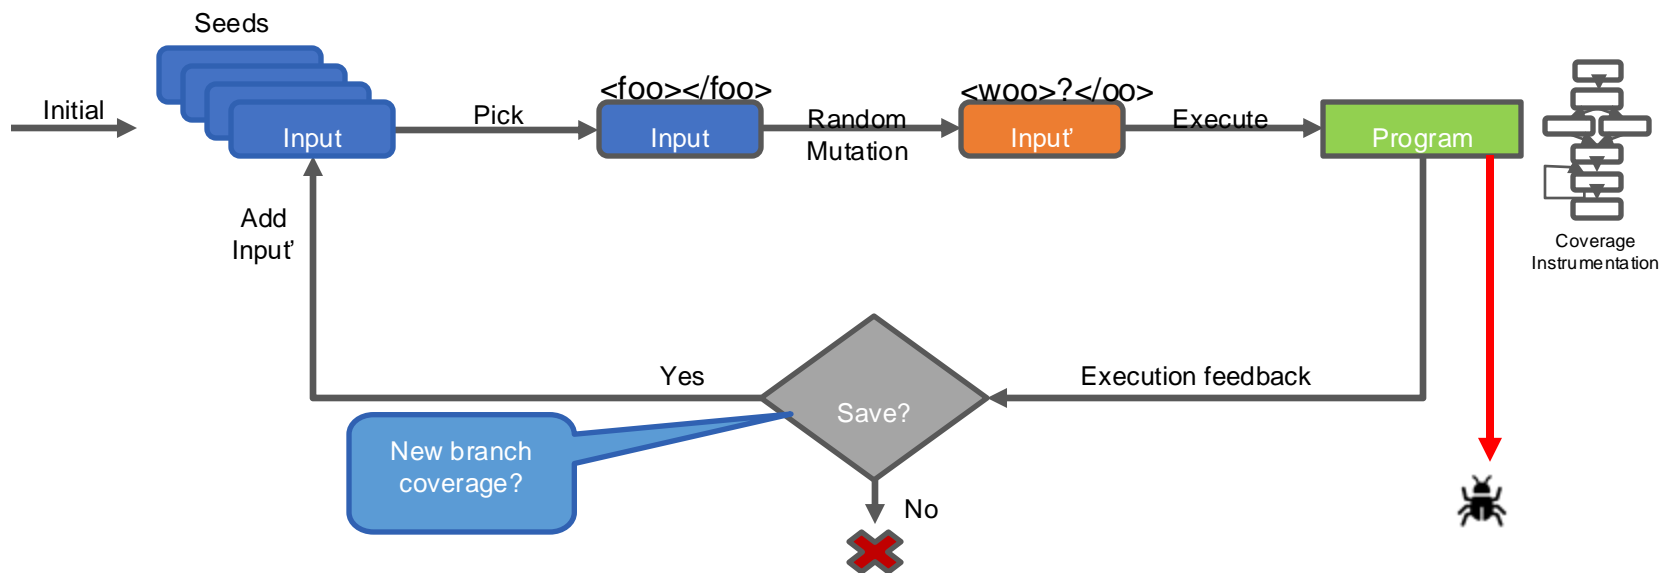 Seeds
Initial
Input
Pick
<foo></foo>
Input
Random
Mutation
<woo>?</oo>
Input'
Execute
Program
Coverage
Instrumentation
Add
Input'
Yes
Save?
Execution feedback
New branch
coverage?
No